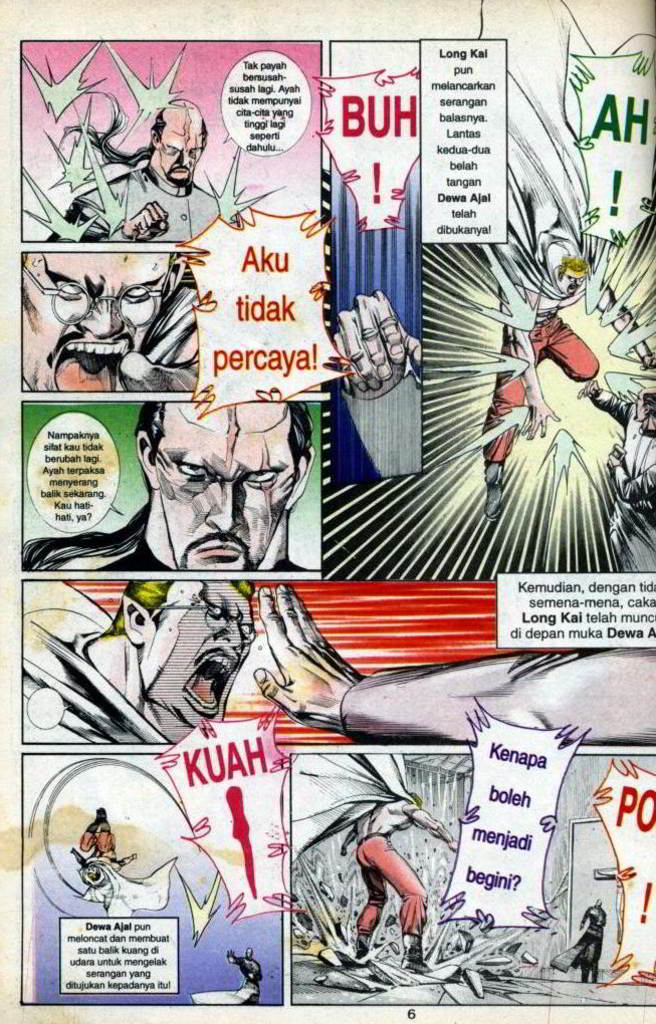 Tak payah
bersusah-
susah lagi. Ayah
tidak mempunyai
cita-cita yang
tinggi lagi
seperti
dahulu...
BUH
!
Long Kai
pun
melancarkan
serangan
balasnya.
Lantas
kedua-dua
belah
tangan
Dewa Ajal
telah
dibukanya!
AH
!
Aku
tidak
percaya!
Nampaknya
sifat kau tidak
berubah lagi.
Ayah terpaksa
menyerang
balik sekarang.
Kau hati-
hati, ya?
Kemudian, dengan
semena-mena,
Long Kai telah
di depan muka Dewa
KUAH
!
Dewa Ajal pun
meloncat dan membuat
satu balik kuang di
udara untuk mengelak
serangan yang
ditujukan kepadanya itu!
Kenapa
boleh
menjadi
begini?
!
6